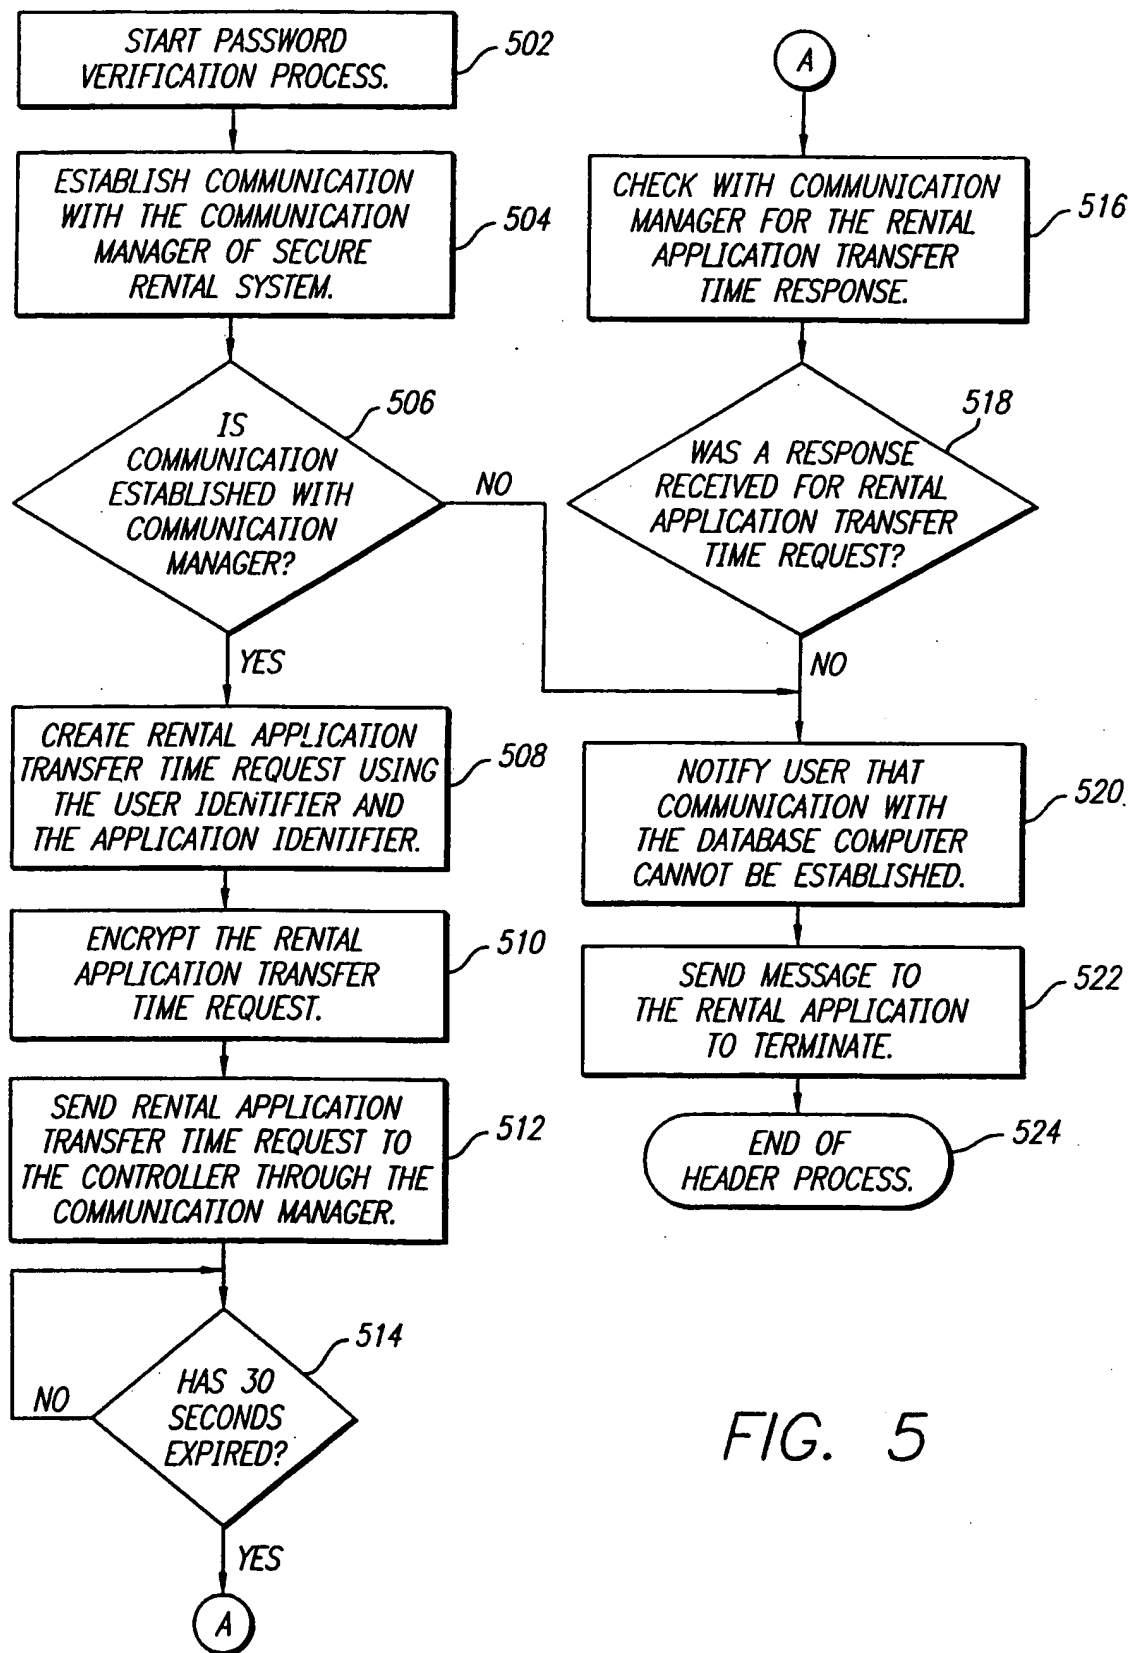 START PASSWORD
VERIFICATION PROCESS.
502
ESTABLISH COMMUNICATION
WITH THE COMMUNICATION
MANAGER OF SECURE
RENTAL SYSTEM.
504
IS
COMMUNICATION
ESTABLISHED WITH
COMMUNICATION
MANAGER?
506
NO
YES
CREATE RENTAL APPLICATION
TRANSFER TIME REQUEST USING
THE USER IDENTIFIER AND
THE APPLICATION IDENTIFIER.
508
ENCRYPT THE RENTAL
APPLICATION TRANSFER
TIME REQUEST.
510
SEND RENTAL APPLICATION
TRANSFER TIME REQUEST TO
THE CONTROLLER THROUGH THE
COMMUNICATION MANAGER.
512
HAS 30
SECONDS
EXPIRED?
514
NO
YES
A
A
CHECK WITH COMMUNICATION
MANAGER FOR THE RENTAL
APPLICATION TRANSFER
TIME RESPONSE.
516
WAS A RESPONSE
RECEIVED FOR RENTAL
APPLICATION TRANSFER
TIME REQUEST?
518
NO
NOTIFY USER THAT
COMMUNICATION WITH
THE DATABASE COMPUTER
CANNOT BE ESTABLISHED.
520
SEND MESSAGE TO
THE RENTAL APPLICATION
TO TERMINATE.
522
END OF
HEADER PROCESS.
524
FIG. 5